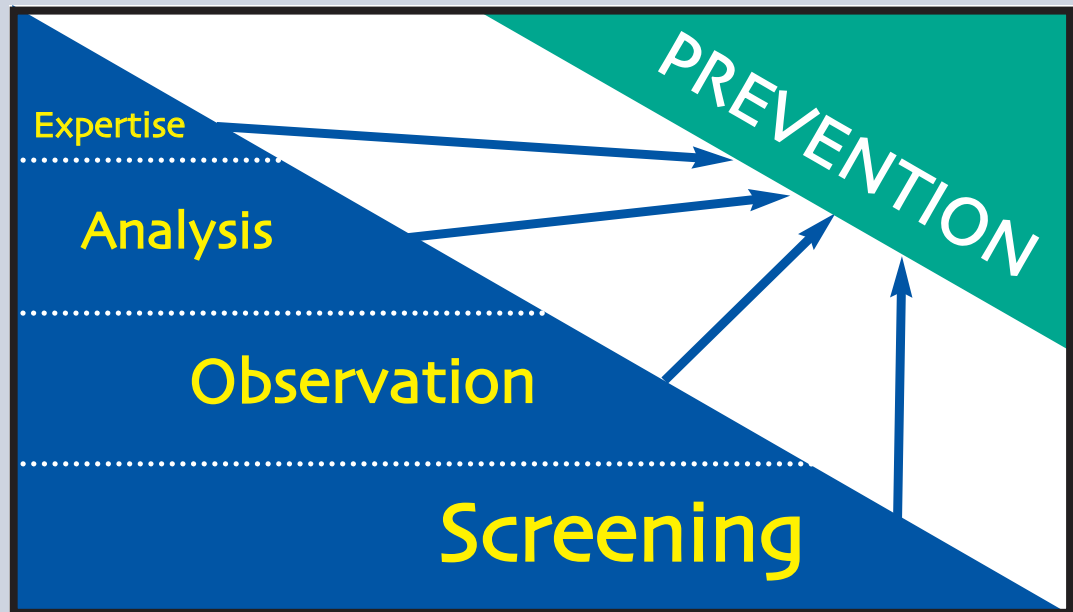 PREVENTION
Expertise
Analysis
Observation
Screening